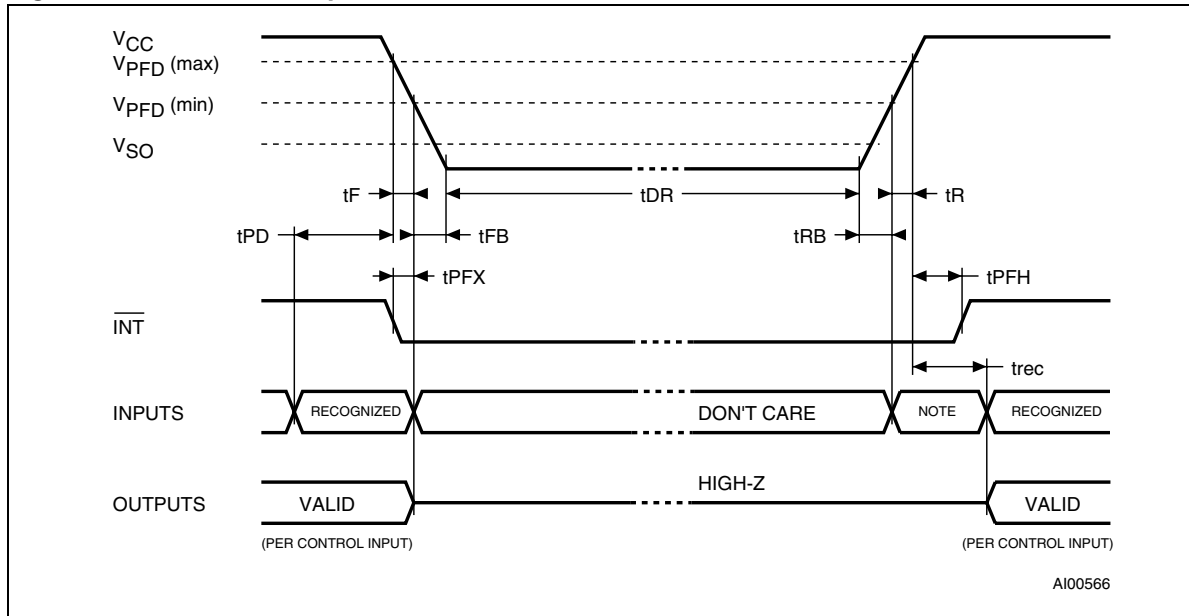 VCC
VPFD (max)
VPFD (min)
VSO
tF
tDR
tR
tPD
tFB
tRB
tPFX
tPFH
INT
trec
INPUTS
RECOGNIZED
DON'T CARE
NOTE
RECOGNIZED
OUTPUTS
VALID
HIGH-Z
VALID
(PER CONTROL INPUT)
(PER CONTROL INPUT)
AI00566